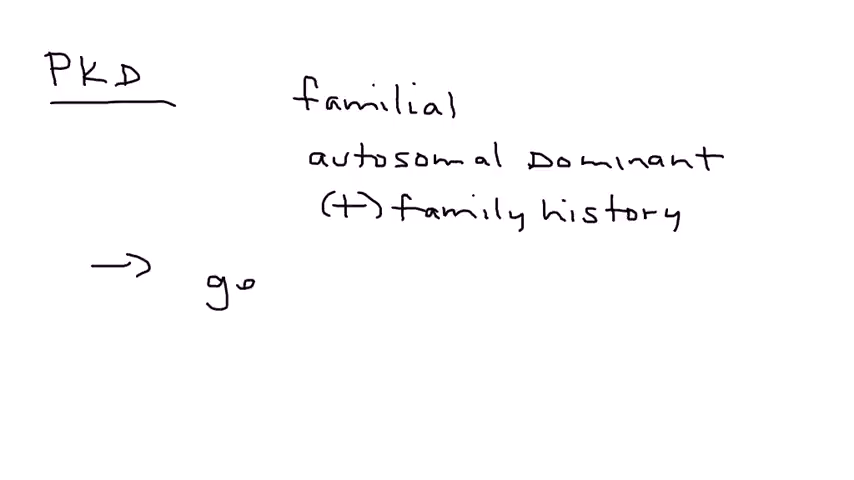 PKD
familial
autosomal Dominant
(+) family history
→ go